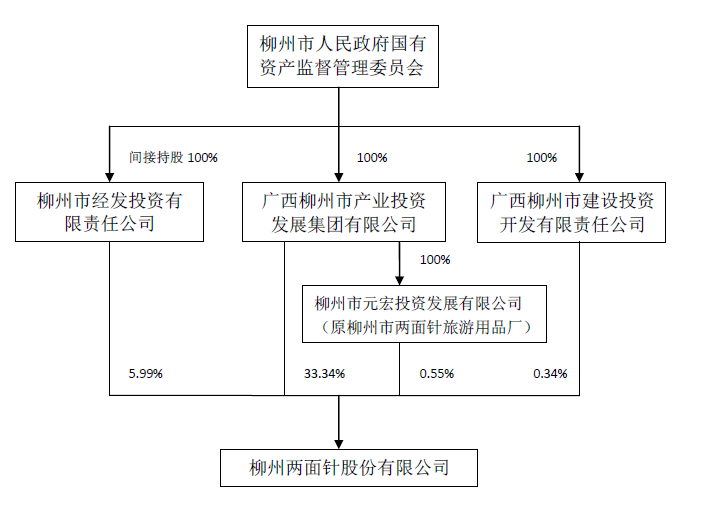 柳州市人民政府国有
资产监督管理委员会
间接持股 100%
100%
100%
柳州市经发投资有
限责任公司
广西柳州市产业投资
发展集团有限公司
广西柳州市建设投资
开发有限责任公司
100%
柳州市元宏投资发展有限公司
（原柳州市两面针旅游用品厂）
5.99%
33.34%
0.55%
0.34%
柳州两面针股份有限公司